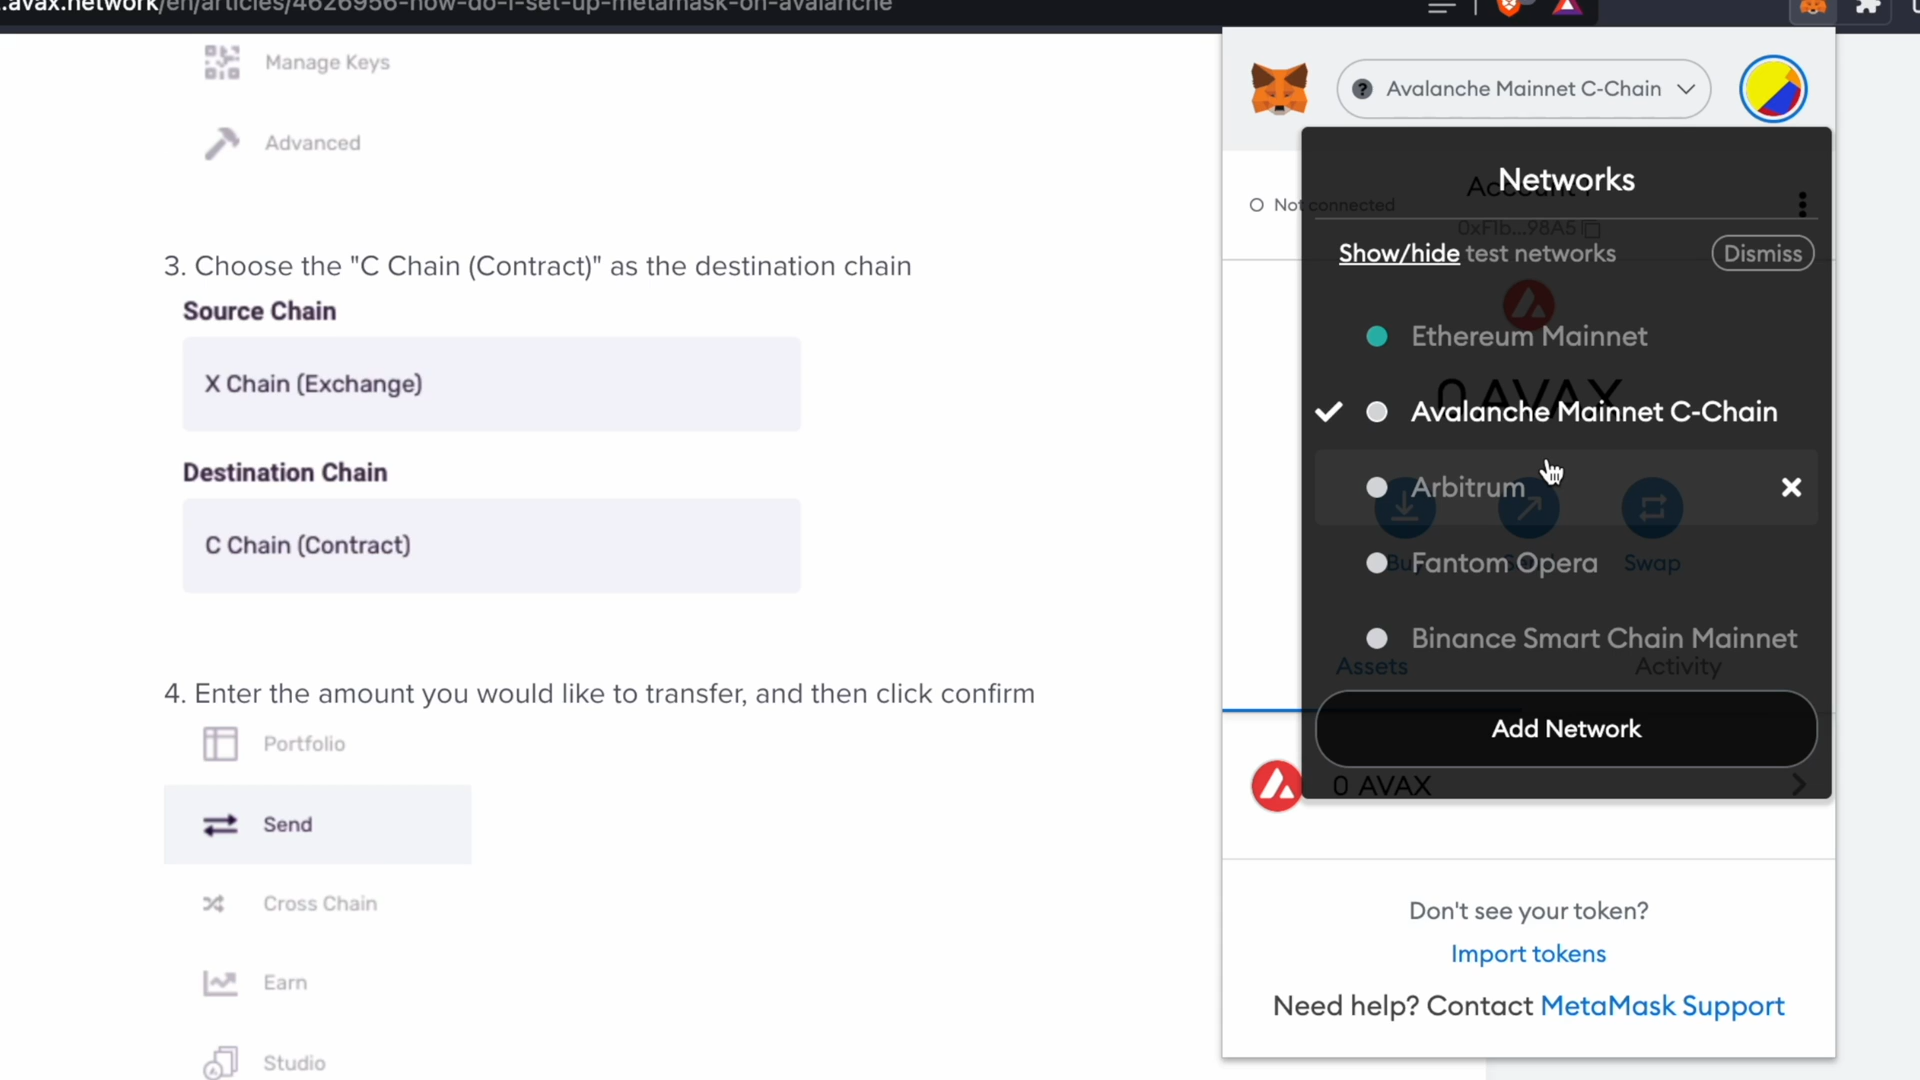 .avax.network/en/articles/4626956-how-do-i-set-up-metamask-on-avalanche
Manage Keys
Advanced
3. Choose the "C Chain (Contract)" as the destination chain
Source Chain
X Chain (Exchange)
Destination Chain
C Chain (Contract)
4. Enter the amount you would like to transfer, and then click confirm
Portfolio
Send
Cross Chain
Earn
Studio
Avalanche Mainnet C-Chain
Networks
Not connected
0xF1b...98A5
Show/hide test networks
Dismiss
Ethereum Mainnet
0 AVAX
Avalanche Mainnet C-Chain
Arbitrum
Fantom Opera
Swap
Binance Smart Chain Mainnet
Assets
Activity
Add Network
0 AVAX
Don't see your token?
Import tokens
Need help? Contact MetaMask Support